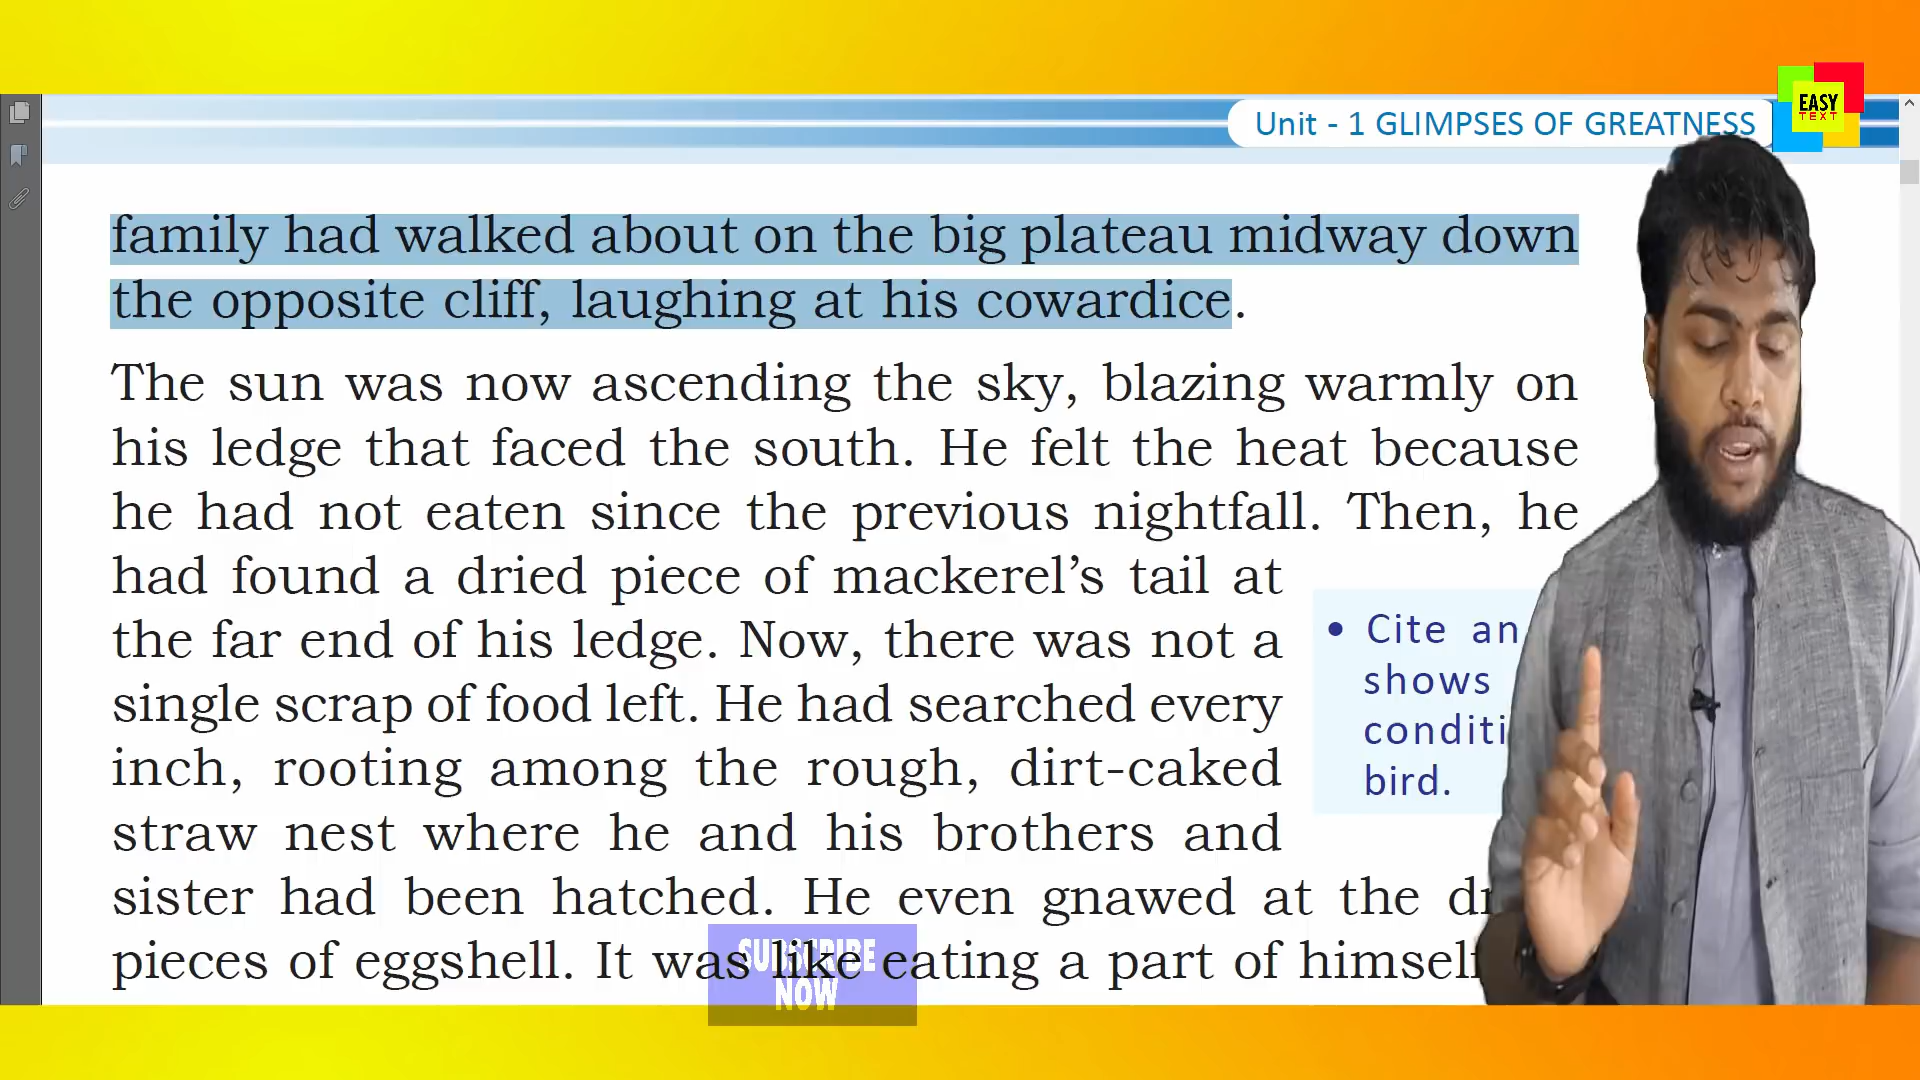 Unit - 1 GLIMPSES OF GREATNESS
EASY
TEXT
family had walked about on the big plateau midway down
the opposite cliff, laughing at his cowardice.
The sun was now ascending the sky, blazing warmly on
his ledge that faced the south. He felt the heat because
he had not eaten since the previous nightfall. Then, he
had found a dried piece of mackerel’s tail at
the far end of his ledge. Now, there was not a
single scrap of food left. He had searched every
inch, rooting among the rough, dirt-caked
straw nest where he and his brothers and
sister had been hatched. He even gnawed at the
pieces of eggshell. It was like eating a part of himself
• Cite an
shows
bird.
SUBSCRIBE
NOW